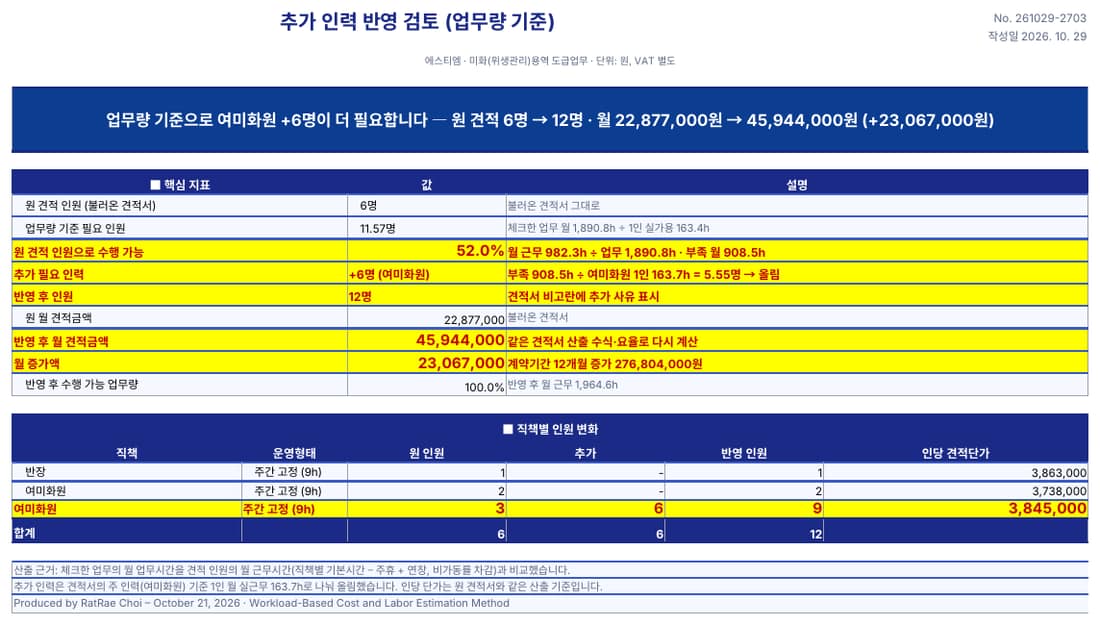 추가 인력 반영 검토 (업무량 기준)
No. 261029-2703
작성일 2026. 10. 29
에스티엠 · 미화(위생관리)용역 도급업무 · 단위: 원, VAT 별도
업무량 기준으로 여미화원 +6명이 더 필요합니다 — 원 견적 6명 → 12명 · 월 22,877,000원 → 45,944,000원 (+23,067,000원)
■ 핵심 지표 값 설명
원 견적 인원 (불러온 견적서) 6명 불러온 견적서 그대로
업무량 기준 필요 인원 11.57명 체크한 업무 월 1,890.8h ÷ 1인 실가용 163.4h
원 견적 인원으로 수행 가능 52.0% 월 근무 982.3h ÷ 업무 1,890.8h · 부족 월 908.5h
추가 필요 인력 +6명 (여미화원) 부족 908.5h ÷ 여미화원 1인 163.7h = 5.55명 → 올림
반영 후 인원 12명 견적서 비고란에 추가 사유 표시
원 월 견적금액 22,877,000 불러온 견적서
반영 후 월 견적금액 45,944,000 같은 견적서 산출 수식·요율로 다시 계산
월 증가액 23,067,000 계약기간 12개월 증가 276,804,000원
반영 후 수행 가능 업무량 100.0% 반영 후 월 근무 1,964.6h
■ 직책별 인원 변화
직책 운영형태 원 인원 추가 반영 인원 인당 견적단가
반장 주간 고정 (9h) 1 - 1 3,863,000
여미화원 주간 고정 (9h) 2 - 2 3,738,000
여미화원 주간 고정 (9h) 3 6 9 3,845,000
합계 6 6 12
산출 근거: 체크한 업무의 월 업무시간을 견적 인원의 월 근무시간(직책별 기본시간 − 주휴 + 연장, 비가동률 차감)과 비교했습니다.
추가 인력은 견적서의 주 인력(여미화원) 기준 1인 월 실근무 163.7h로 나눠 올림했습니다. 인당 단가는 원 견적서와 같은 산출 기준입니다.
Produced by RatRae Choi – October 21, 2026 · Workload-Based Cost and Labor Estimation Method